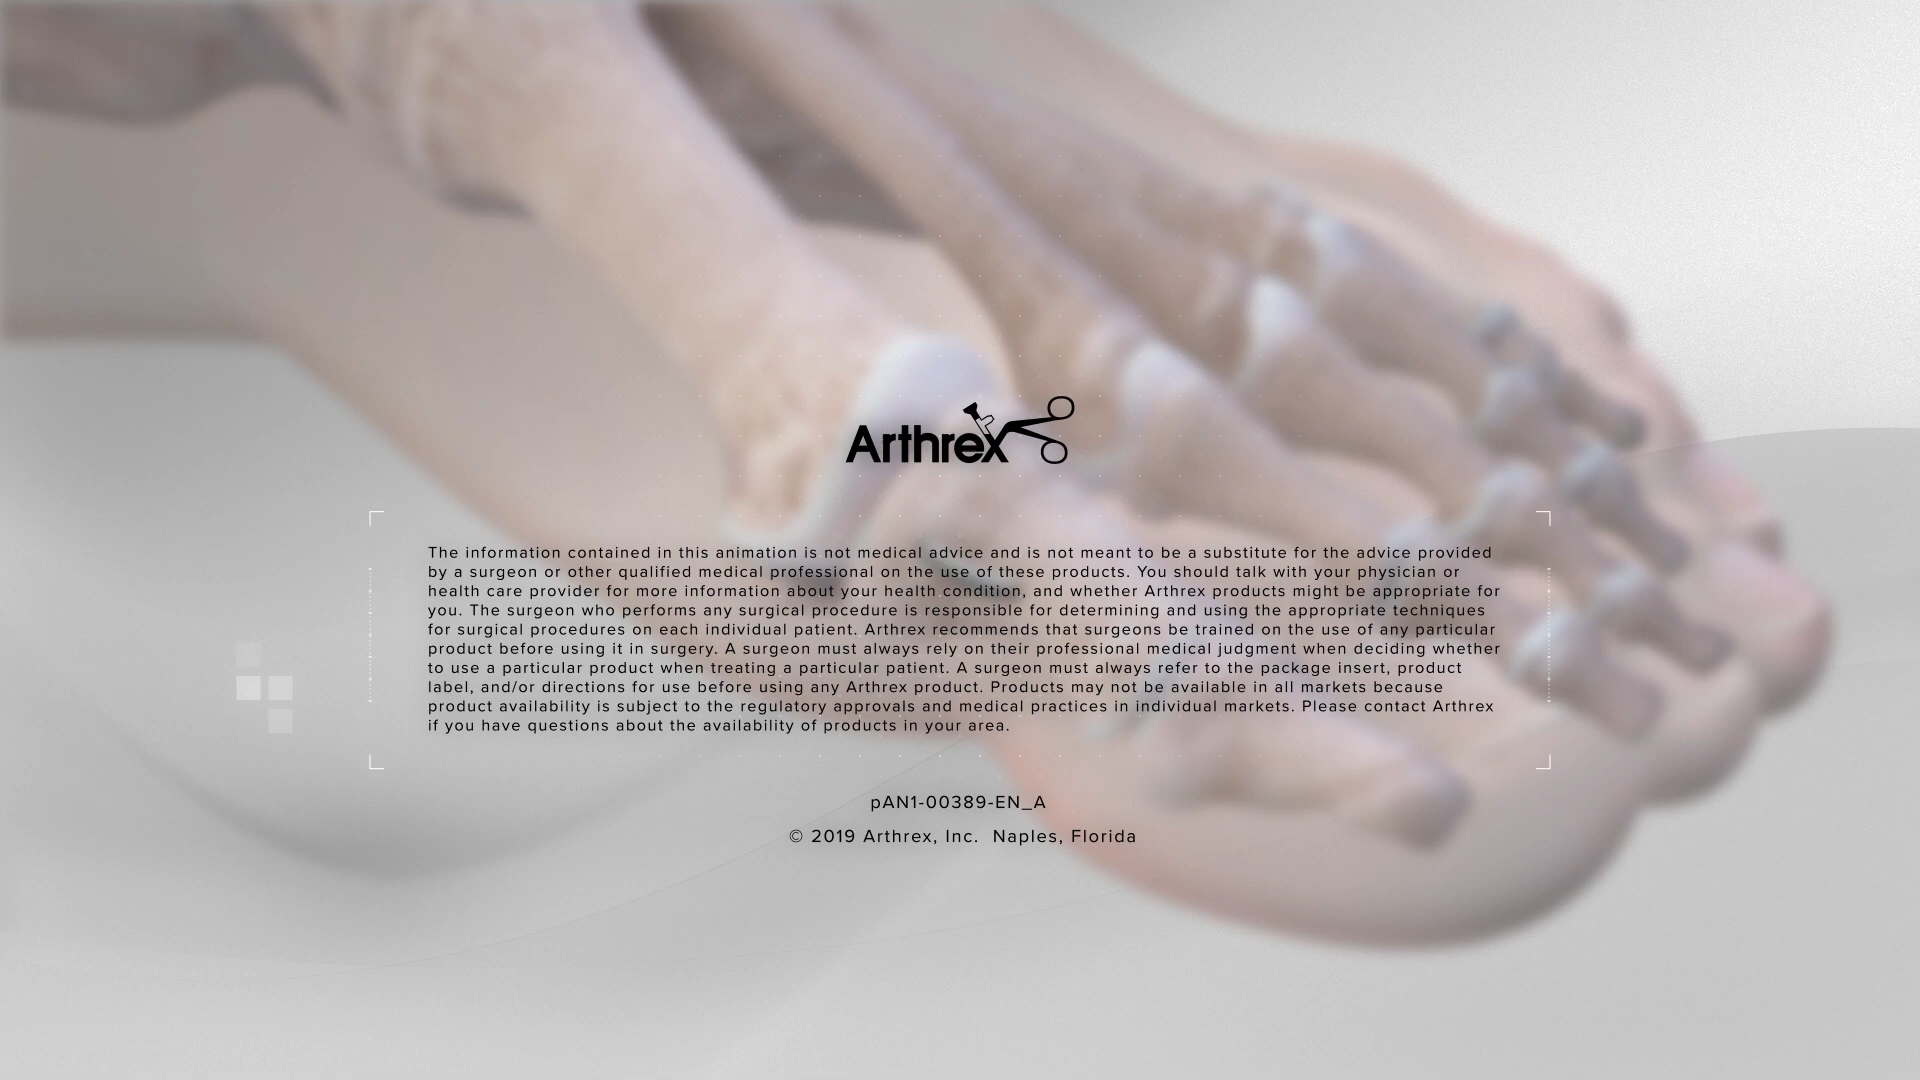 Arthrex
The information contained in this animation is not medical advice and is not meant to be a substitute for the advice provided
by a surgeon or other qualified medical professional on the use of these products. You should talk with your physician or
health care provider for more information about your health condition, and whether Arthrex products might be appropriate for
you. The surgeon who performs any surgical procedure is responsible for determining and using the appropriate techniques
for surgical procedures on each individual patient. Arthrex recommends that surgeons be trained on the use of any particular
product before using it in surgery. A surgeon must always rely on their professional medical judgment when deciding whether
to use a particular product when treating a particular patient. A surgeon must always refer to the package insert, product
label, and/or directions for use before using any Arthrex product. Products may not be available in all markets because
product availability is subject to the regulatory approvals and medical practices in individual markets. Please contact Arthrex
if you have questions about the availability of products in your area.
pAN1-00389-EN_A
© 2019 Arthrex, Inc.  Naples, Florida